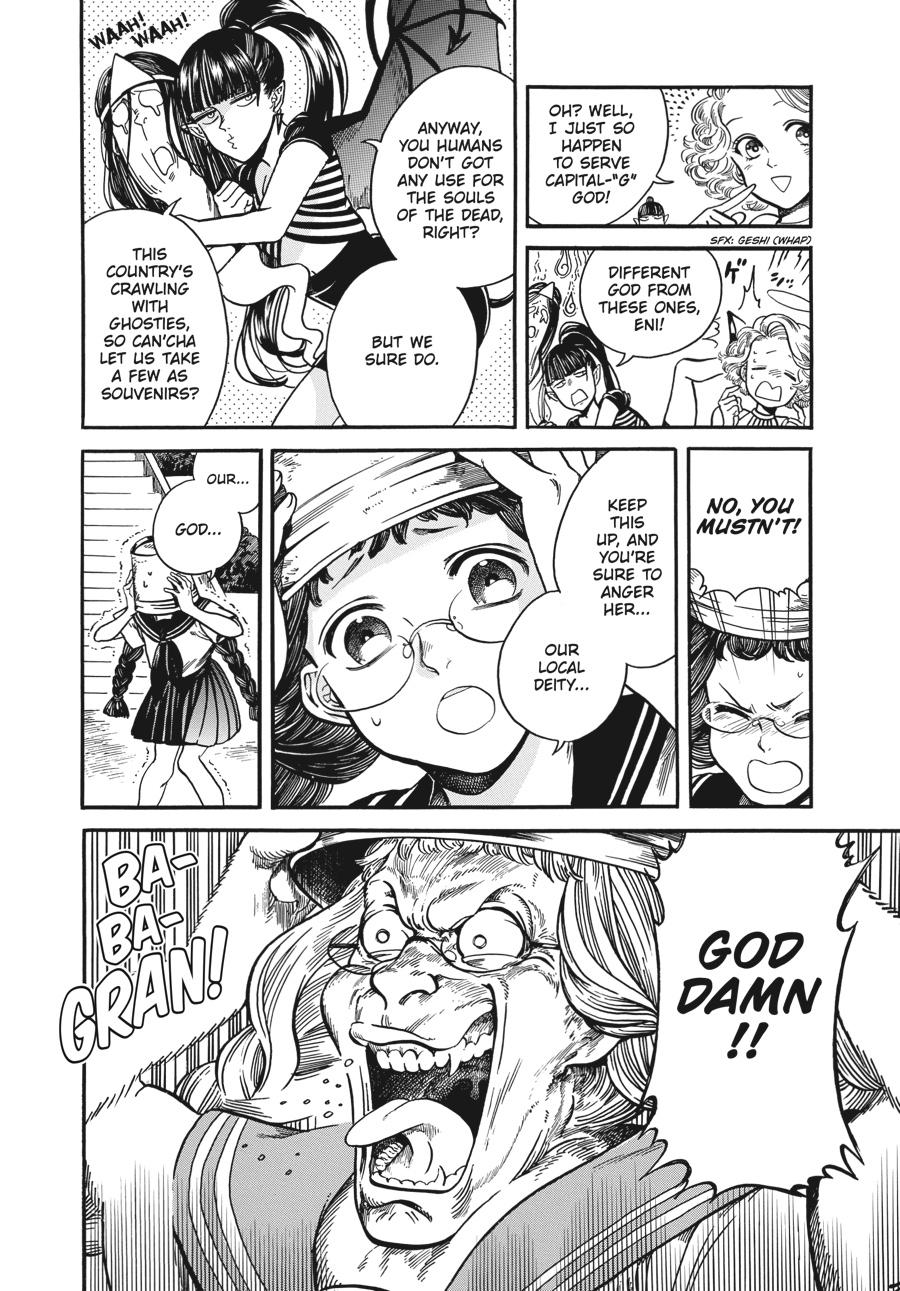 OH? WELL,
I JUST SO
HAPPEN
TO SERVE
CAPITAL-"G"
GOD!
SFX: GESHI (WHAP)
ゲシ
DIFFERENT
GOD FROM
THESE ONES,
ENI!
WAAH!
WAAH!
ANYWAY,
YOU HUMANS
DON'T GOT
ANY USE FOR
THE SOULS
OF THE DEAD,
RIGHT?
BUT WE
SURE DO.
THIS
COUNTRY'S
CRAWLING
WITH
GHOSTIES,
SO CAN'CHA
LET US TAKE
A FEW AS
SOUVENIRS?
NO, YOU
MUSTN'T!
KEEP
THIS
UP, AND
YOU'RE
SURE TO
ANGER
HER...
OUR
LOCAL
DEITY...
OUR...
GOD...
GOD
DAMN
!!
BA-
BA-
GRAN!